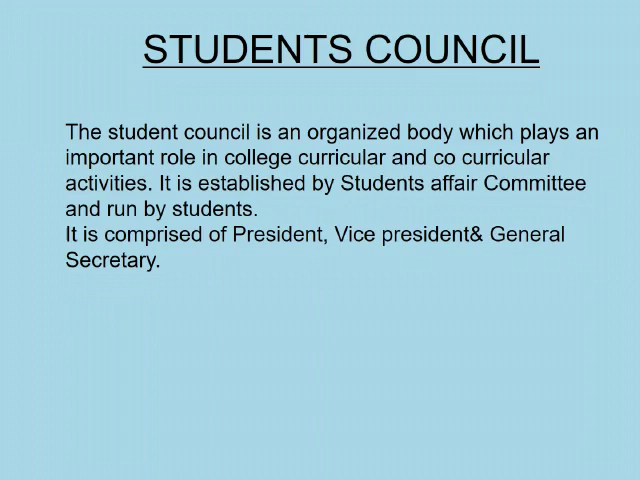 STUDENTS COUNCIL
The student council is an organized body which plays an
important role in college curricular and co curricular
activities. It is established by Students affair Committee
and run by students.
It is comprised of President, Vice president& General
Secretary.